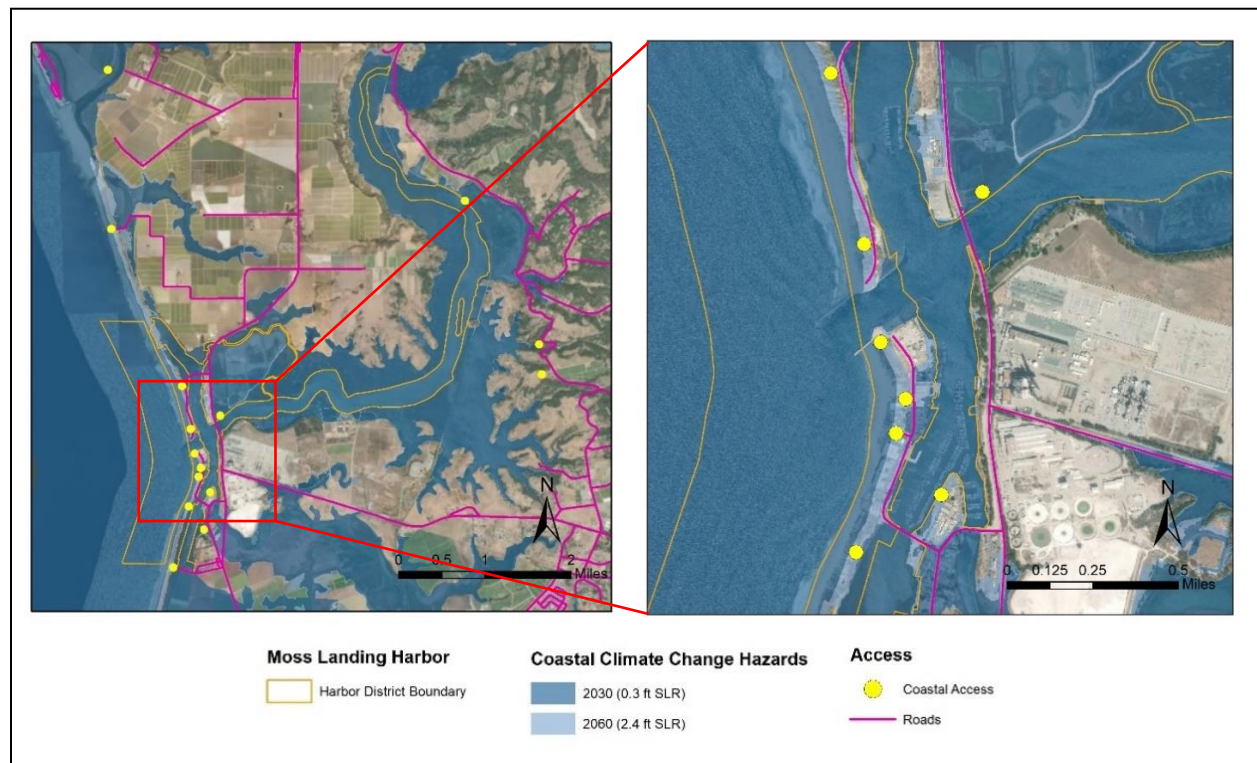 N
0 0.5 1 2
Miles
N
0 0.125 0.25 0.5
Miles
Moss Landing Harbor
Harbor District Boundary
Coastal Climate Change Hazards
2030 (0.3 ft SLR)
2060 (2.4 ft SLR)
Access
Coastal Access
Roads